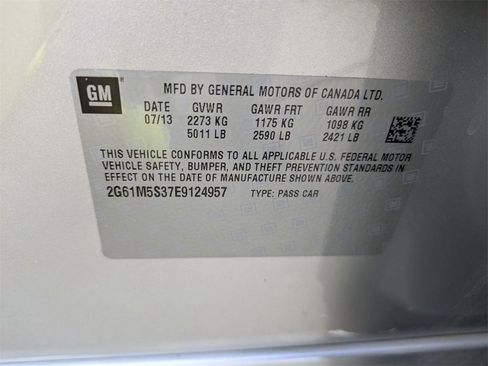 GM
MFD BY GENERAL MOTORS OF CANADA LTD.
DATE GVWR GAWR FRT GAWR RR
07/13 2273 KG 1175 KG 1098 KG
5011 LB 2590 LB 2421 LB
THIS VEHICLE CONFORMS TO ALL APPLICABLE U.S. FEDERAL MOTOR
VEHICLE SAFETY, BUMPER, AND THEFT PREVENTION STANDARDS
IN EFFECT ON THE DATE OF MANUFACTURE SHOWN ABOVE.
2G61M5S37E9124957 TYPE: PASS CAR